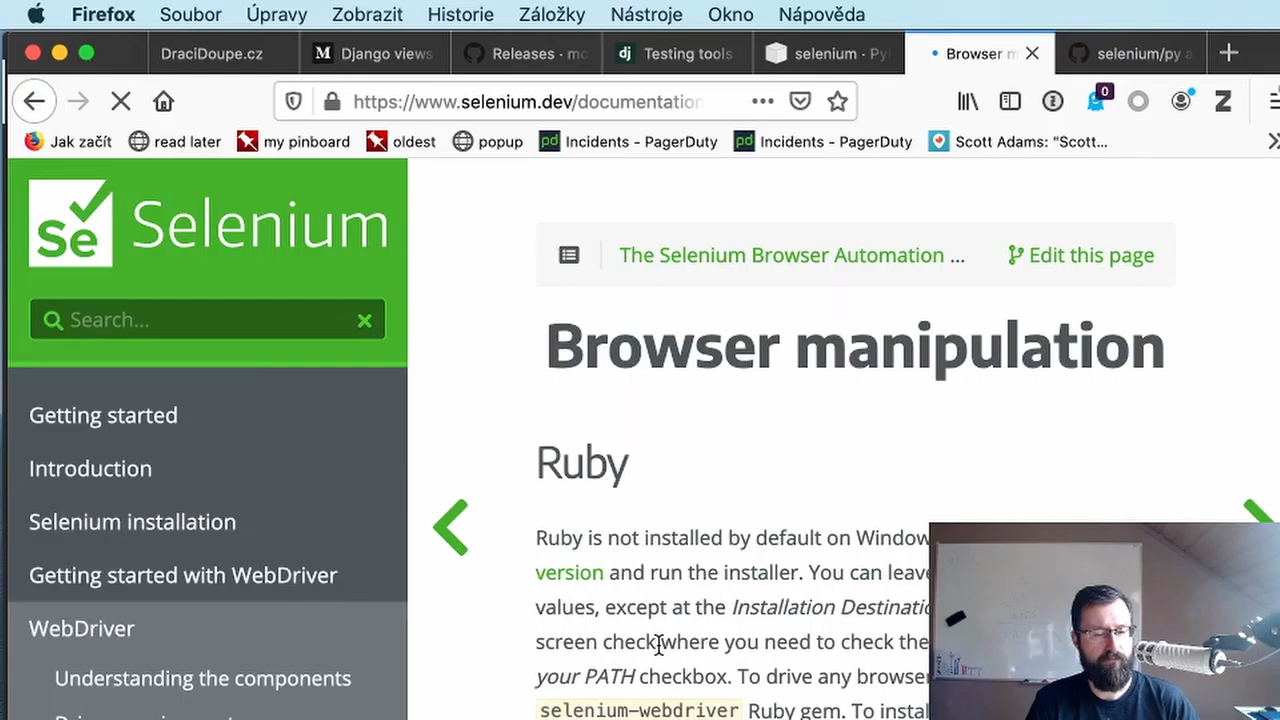 Firefox Soubor Úpravy Zobrazit Historie Záložky Nástroje Okno Nápověda
DraciDoupe.cz Django views Releases · mo Testing tools selenium · Py Browser m selenium/py a
https://www.selenium.dev/documentation 0
Jak začít read later my pinboard oldest popup Incidents - PagerDuty Incidents - PagerDuty Scott Adams: "Scott...
Se Selenium
Search...
The Selenium Browser Automation ... Edit this page
Browser manipulation
Getting started
Introduction
Selenium installation
Getting started with WebDriver
WebDriver
Understanding the components
Ruby
Ruby is not installed by default on Window
version and run the installer. You can leave
values, except at the Installation Destinatio
screen check where you need to check the
your PATH checkbox. To drive any browser
selenium-webdriver Ruby gem. To instal